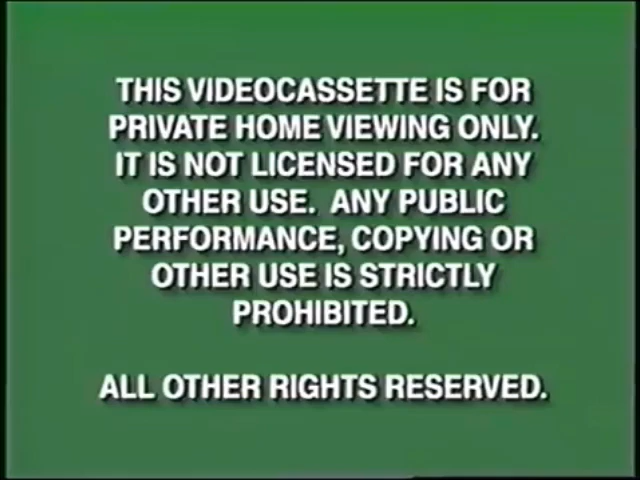 THIS VIDEOCASSETTE IS FOR
PRIVATE HOME VIEWING ONLY.
IT IS NOT LICENSED FOR ANY
OTHER USE.  ANY PUBLIC
PERFORMANCE, COPYING OR
OTHER USE IS STRICTLY
PROHIBITED.
ALL OTHER RIGHTS RESERVED.